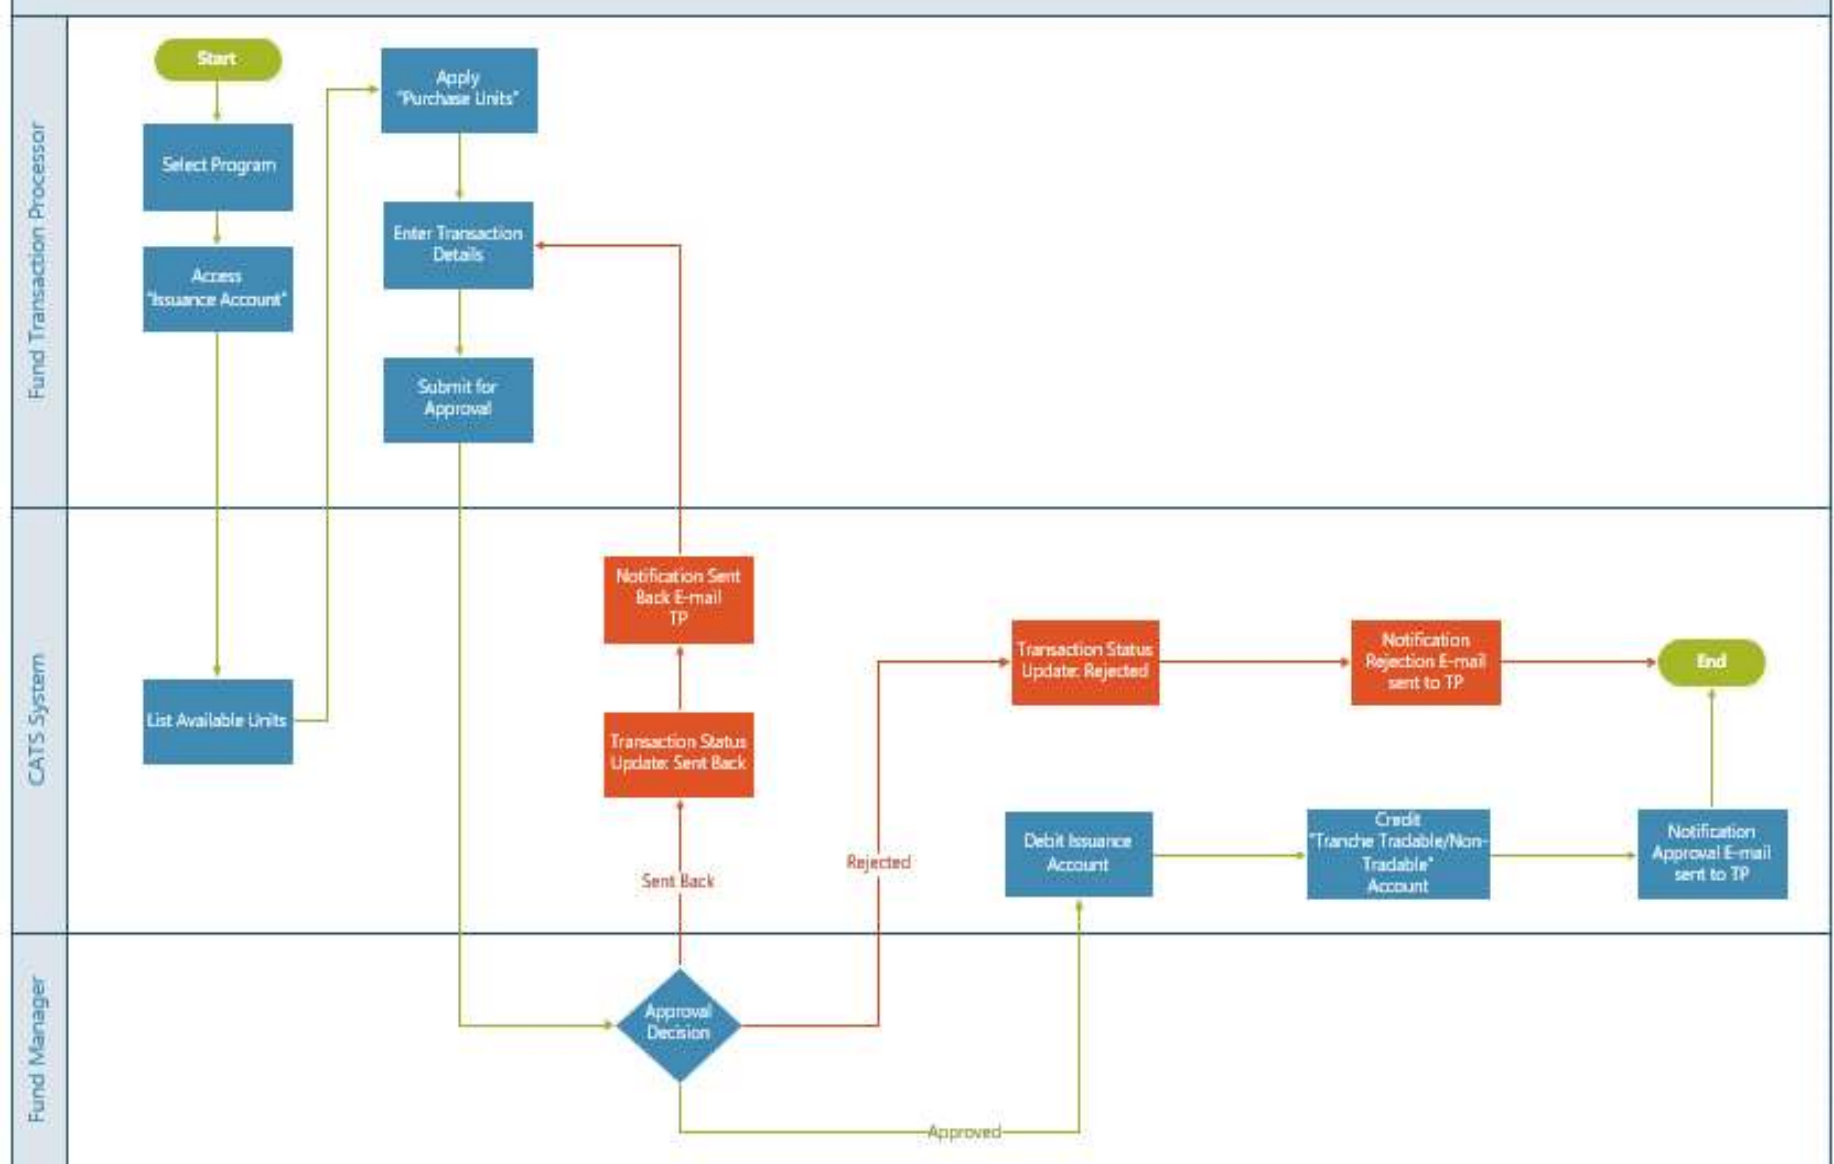 Fund Transaction Processor
Start
Select Program
Access
"Issuance Account"
Apply
"Purchase Units"
Enter Transaction
Details
Submit for
Approval
CATS System
List Available Units
Notification Sent
Back E-mail
TP
Transaction Status
Update: Sent Back
Sent Back
Rejected
Transaction Status
Update: Rejected
Notification
Rejection E-mail
sent to TP
End
Debit Issuance
Account
Credit
"Tranche Tradable/Non-
Tradable"
Account
Notification
Approval E-mail
sent to TP
Fund Manager
Approval
Decision
Approved